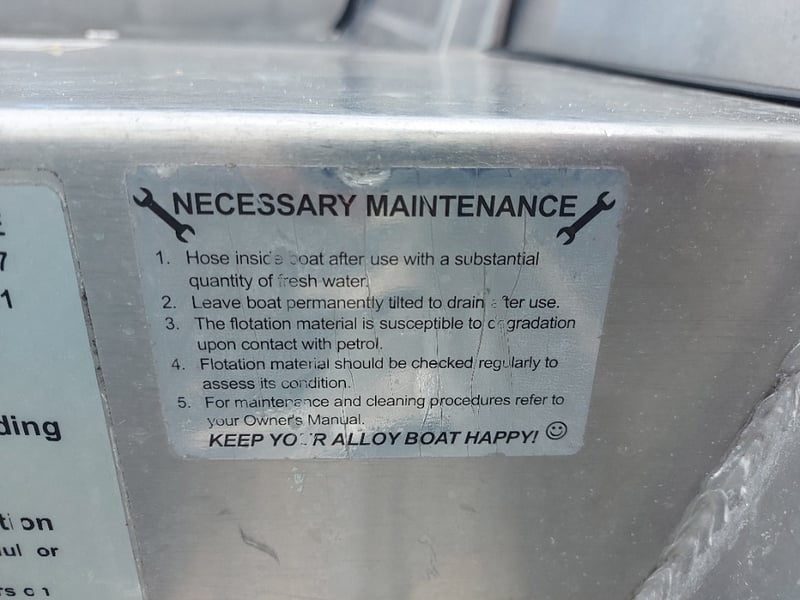 NECESSARY MAINTENANCE
1. Hose inside boat after use with a substantial
quantity of fresh water.
2. Leave boat permanently tilted to drain after use.
3. The flotation material is susceptible to degradation
upon contact with petrol.
4. Flotation material should be checked regularly to
assess its condition.
5. For maintenance and cleaning procedures refer to
your Owner's Manual.
KEEP YOUR ALLOY BOAT HAPPY!
7
1
ding
tion
or